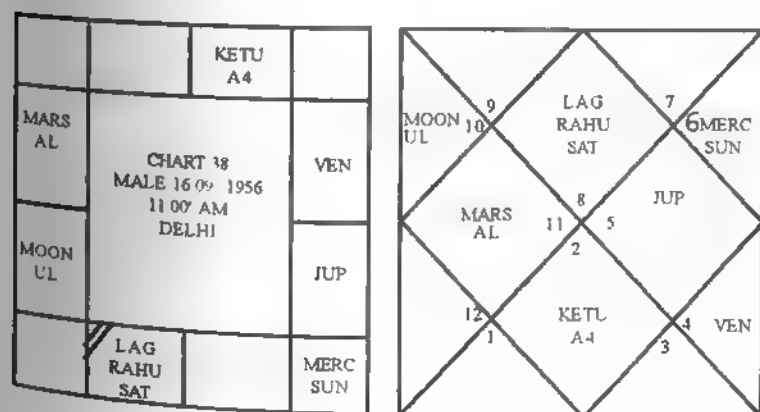 KETU
A4
MARS
AL
CHART 38
MALE 16 09 1956
11 00' AM
DELHI
VEN
MOON
UL
JUP
LAG
RAHU
SAT
MERC
SUN
9
LAG
RAHU
SAT
7
MOON
UL
10
6 MERC
SUN
8
JUP
MARS
AL
11
5
2
12
KETU
A4
4
VEN
1
3